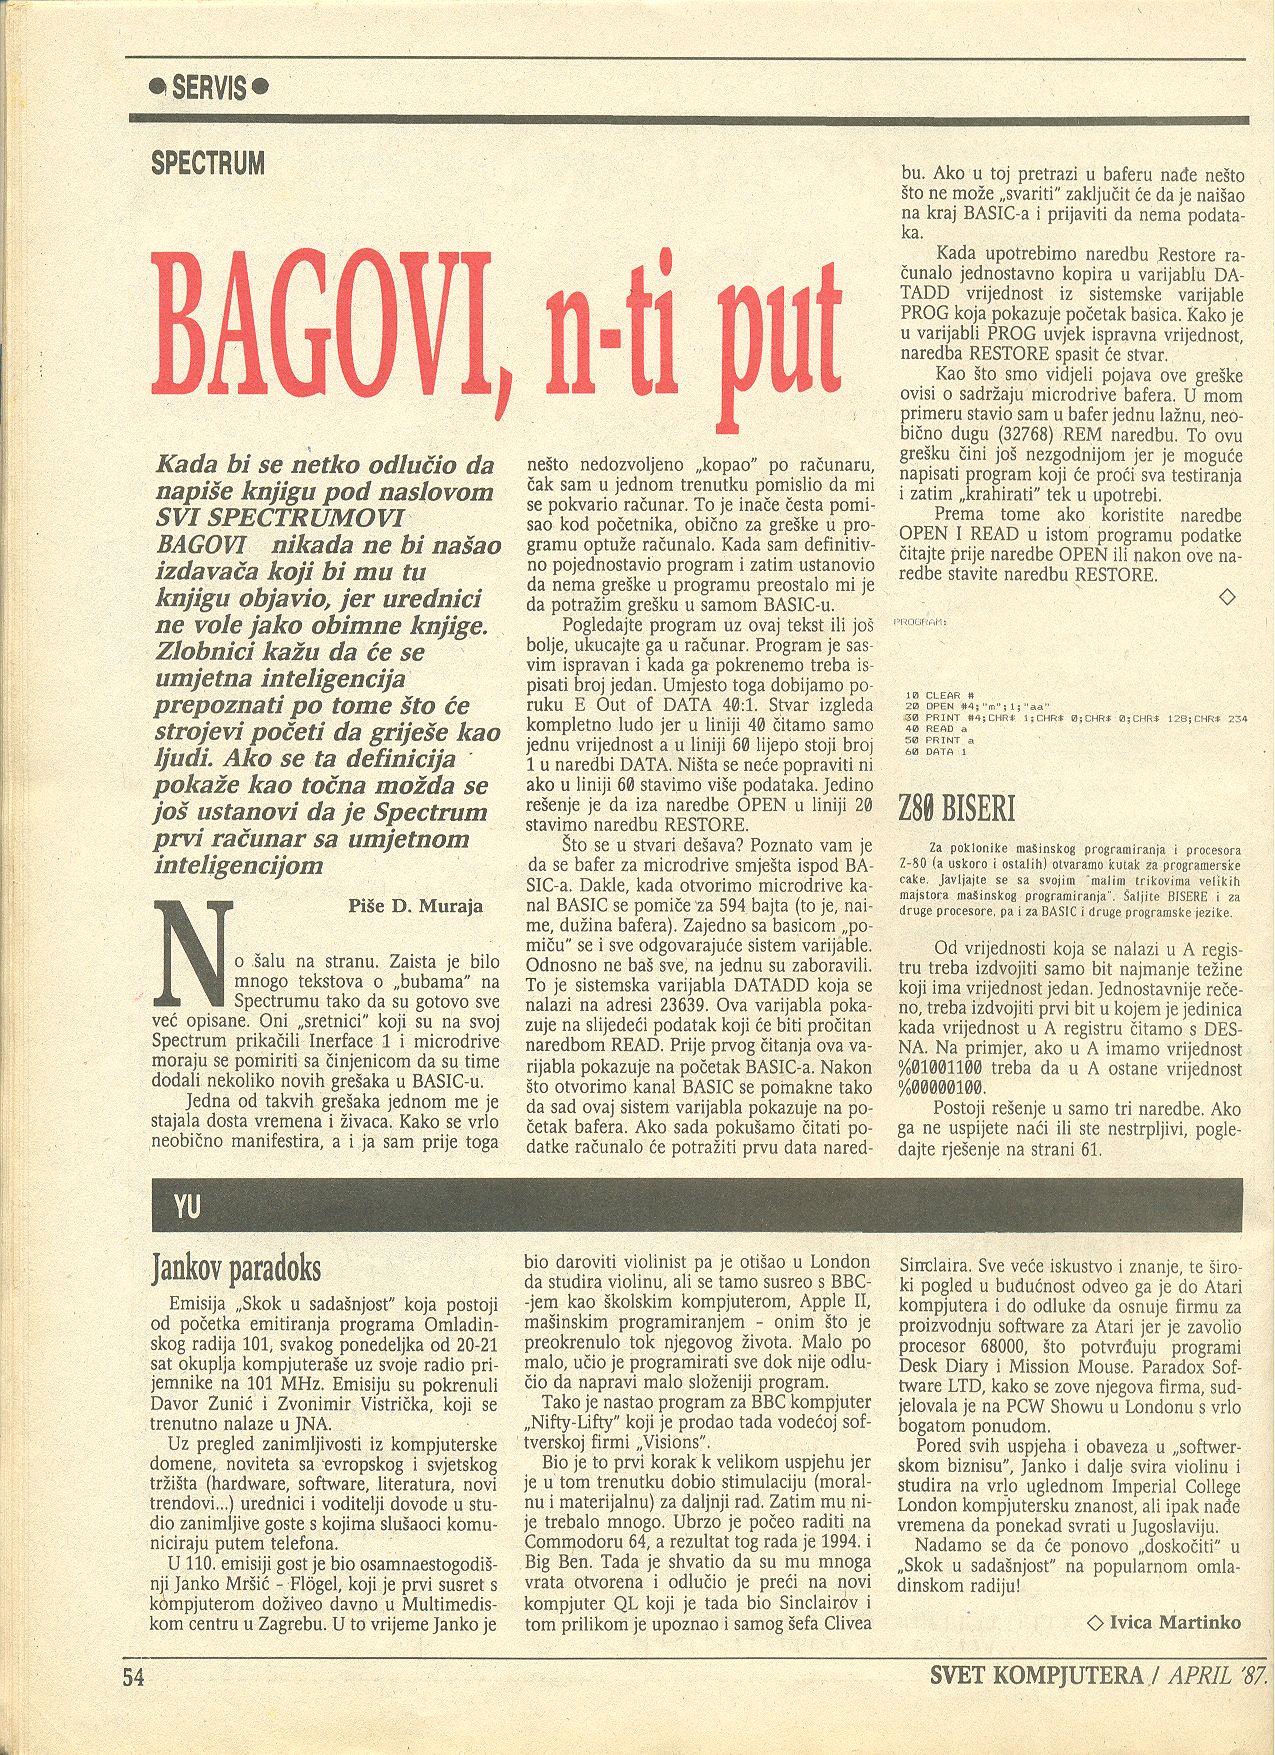 ● SERVIS ●
SPECTRUM
BAGOVI, n-ti put
Kada bi se netko odlučio da
napiše knjigu pod naslovom
SVI SPECTRUMOVI
BAGOVI nikada ne bi našao
izdavača koji bi mu tu
knjigu objavio, jer urednici
ne vole jako obimne knjige.
Zlobnici kažu da će se
umjetna inteligencija
prepoznati po tome što će
strojevi početi da griješe kao
ljudi. Ako se ta definicija
pokaže kao točna možda se
još ustanovi da je Spectrum
prvi računar sa umjetnom
inteligencijom
Piše D. Muraja
No šalu na stranu. Zaista je bilo
mnogo tekstova o „bubama" na
Spectrumu tako da su gotovo sve
već opisane. Oni „sretnici" koji su na svoj
Spectrum prikačili Inerface 1 i microdrive
moraju se pomiriti sa činjenicom da su time
dodali nekoliko novih grešaka u BASIC-u.
Jedna od takvih grešaka jednom me je
stajala dosta vremena i živaca. Kako se vrlo
neobično manifestira, a i ja sam prije toga
nešto nedozvoljeno „kopao" po računaru,
čak sam u jednom trenutku pomislio da mi
se pokvario računar. To je inače česta pomi-
sao kod početnika, obično za greške u pro-
gramu optuže računalo. Kada sam definitiv-
no pojednostavio program i zatim ustanovio
da nema greške u programu preostalo mi je
da potražim grešku u samom BASIC-u.
Pogledajte program uz ovaj tekst ili još
bolje, ukucajte ga u računar. Program je sas-
vim ispravan i kada ga pokrenemo treba is-
pisati broj jedan. Umjesto toga dobijamo po-
ruku E Out of DATA 40:1. Stvar izgleda
kompletno ludo jer u liniji 40 čitamo samo
jednu vrijednost a u liniji 60 lijepo stoji broj
1 u naredbi DATA. Ništa se neće popraviti ni
ako u liniji 60 stavimo više podataka. Jedino
rešenje je da iza naredbe OPEN u liniji 20
stavimo naredbu RESTORE.
Što se u stvari dešava? Poznato vam je
da se bafer za microdrive smješta ispod BA-
SIC-a. Dakle, kada otvorimo microdrive ka-
nal BASIC se pomiče za 594 bajta (to je, nai-
me, dužina bafera). Zajedno sa basicom „po-
miču" se i sve odgovarajuće sistem varijable.
Odnosno ne baš sve, na jednu su zaboravili.
To je sistemska varijabla DATADD koja se
nalazi na adresi 23639. Ova varijabla poka-
zuje na slijedeći podatak koji će biti pročitan
naredbom READ. Prije prvog čitanja ova va-
rijabla pokazuje na početak BASIC-a. Nakon
što otvorimo kanal BASIC se pomakne tako
da sad ovaj sistem varijabla pokazuje na po-
četak bafera. Ako sada pokušamo čitati po-
datke računalo će potražiti prvu data nared-
bu. Ako u toj pretrazi u baferu nađe nešto
što ne može „svariti" zaključit će da je naišao
na kraj BASIC-a i prijaviti da nema podata-
ka.
Kada upotrebimo naredbu Restore ra-
čunalo jednostavno kopira u varijablu DA-
TADD vrijednost iz sistemske varijable
PROG koja pokazuje početak basica. Kako je
u varijabli PROG uvjek ispravna vrijednost,
naredba RESTORE spasit će stvar.
Kao što smo vidjeli pojava ove greške
ovisi o sadržaju microdrive bafera. U mom
primeru stavio sam u bafer jednu lažnu, neo-
bično dugu (32768) REM naredbu. To ovu
grešku čini još nezgodnijom jer je moguće
napisati program koji će proći sva testiranja
i zatim „krahirati" tek u upotrebi.
Prema tome ako koristite naredbe
OPEN I READ u istom programu podatke
čitajte prije naredbe OPEN ili nakon ove na-
redbe stavite naredbu RESTORE.
◇
PROGRAM:
10 CLEAR #
20 OPEN #4;"m";1;"aa"
30 PRINT #4;CHR$ 1;CHR$ 0;CHR$ 0;CHR$ 128;CHR$ 234
40 READ a
50 PRINT a
60 DATA 1
Z80 BISERI
Za poklonike mašinskog programiranja i procesora
Z-80 (a uskoro i ostalih) otvaramo kutak za programerske
cake. Javljajte se sa svojim "malim trikovima velikih
majstora mašinskog programiranja". Šaljite BISERE i za
druge procesore, pa i za BASIC i druge programske jezike.
Od vrijednosti koja se nalazi u A regis-
tru treba izdvojiti samo bit najmanje težine
koji ima vrijednost jedan. Jednostavnije reče-
no, treba izdvojiti prvi bit u kojem je jedinica
kada vrijednost u A registru čitamo s DES-
NA. Na primjer, ako u A imamo vrijednost
%01001100 treba da u A ostane vrijednost
%00000100.
Postoji rešenje u samo tri naredbe. Ako
ga ne uspijete naći ili ste nestrpljivi, pogle-
dajte rješenje na strani 61.
YU
Jankov paradoks
Emisija „Skok u sadašnjost" koja postoji
od početka emitiranja programa Omladin-
skog radija 101, svakog ponedeljka od 20-21
sat okuplja kompjuteraše uz svoje radio pri-
jemnike na 101 MHz. Emisiju su pokrenuli
Davor Zunić i Zvonimir Vistrička, koji se
trenutno nalaze u JNA.
Uz pregled zanimljivosti iz kompjuterske
domene, noviteta sa evropskog i svjetskog
tržišta (hardware, software, literatura, novi
trendovi...) urednici i voditelji dovode u stu-
dio zanimljive goste s kojima slušaoci komu-
niciraju putem telefona.
U 110. emisiji gost je bio osamnaestogodiš-
nji Janko Mršić - Flögel, koji je prvi susret s
kompjuterom doživeo davno u Multimedis-
kom centru u Zagrebu. U to vrijeme Janko je
bio daroviti violinist pa je otišao u London
da studira violinu, ali se tamo susreo s BBC-
-jem kao školskim kompjuterom, Apple II,
mašinskim programiranjem - onim što je
preokrenulo tok njegovog života. Malo po
malo, učio je programirati sve dok nije odlu-
čio da napravi malo složeniji program.
Tako je nastao program za BBC kompjuter
„Nifty-Lifty" koji je prodao tada vodećoj sof-
tverskoj firmi „Visions".
Bio je to prvi korak k velikom uspjehu jer
je u tom trenutku dobio stimulaciju (moral-
nu i materijalnu) za daljnji rad. Zatim mu ni-
je trebalo mnogo. Ubrzo je počeo raditi na
Commodoru 64, a rezultat tog rada je 1994. i
Big Ben. Tada je shvatio da su mu mnoga
vrata otvorena i odlučio je preći na novi
kompjuter QL koji je tada bio Sinclairov i
tom prilikom je upoznao i samog šefa Clivea
Sinclaira. Sve veće iskustvo i znanje, te širo-
ki pogled u budućnost odveo ga je do Atari
kompjutera i do odluke da osnuje firmu za
proizvodnju software za Atari jer je zavolio
procesor 68000, što potvrđuju programi
Desk Diary i Mission Mouse. Paradox Sof-
tware LTD, kako se zove njegova firma, sud-
jelovala je na PCW Showu u Londonu s vrlo
bogatom ponudom.
Pored svih uspjeha i obaveza u „softwer-
skom biznisu", Janko i dalje svira violinu i
studira na vrlo uglednom Imperial College
London kompjutersku znanost, ali ipak nađe
vremena da ponekad svrati u Jugoslaviju.
Nadamo se da će ponovo „doskočiti" u
„Skok u sadašnjost" na popularnom omla-
dinskom radiju!
◇ Ivica Martinko
54
SVET KOMPJUTERA / APRIL '87.